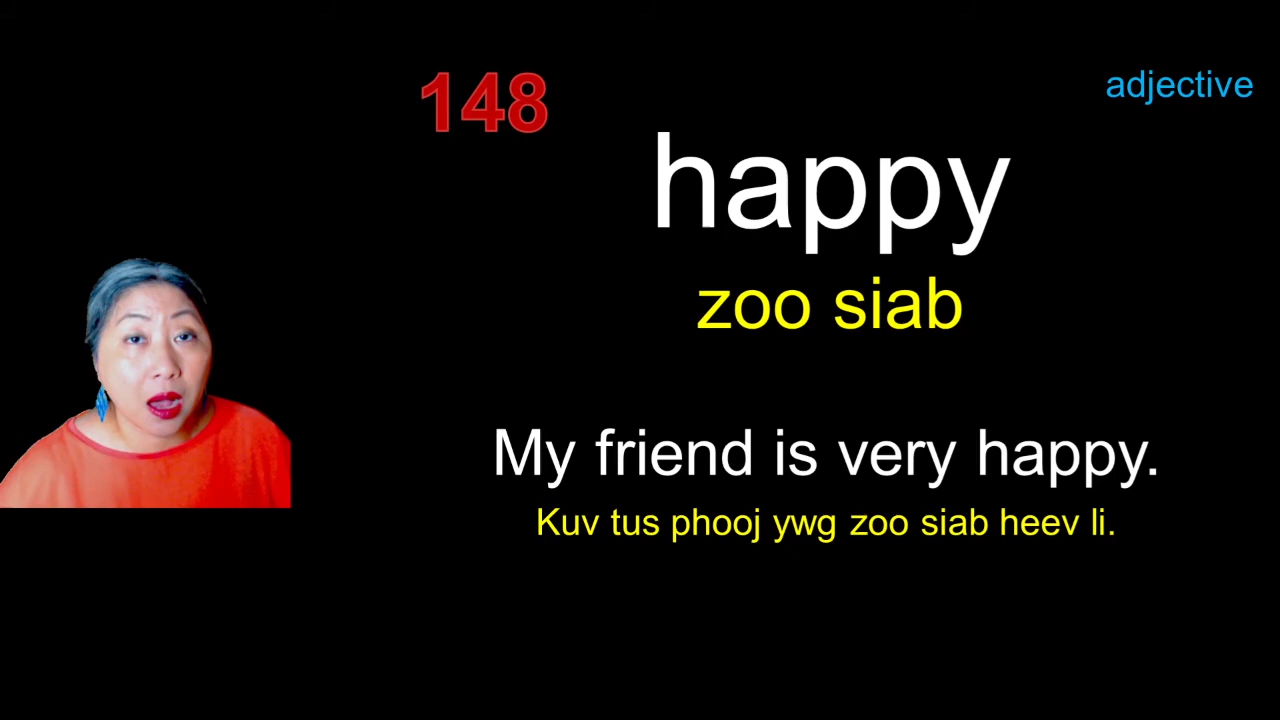 148
adjective
happy
zoo siab
My friend is very happy.
Kuv tus phooj ywg zoo siab heev li.